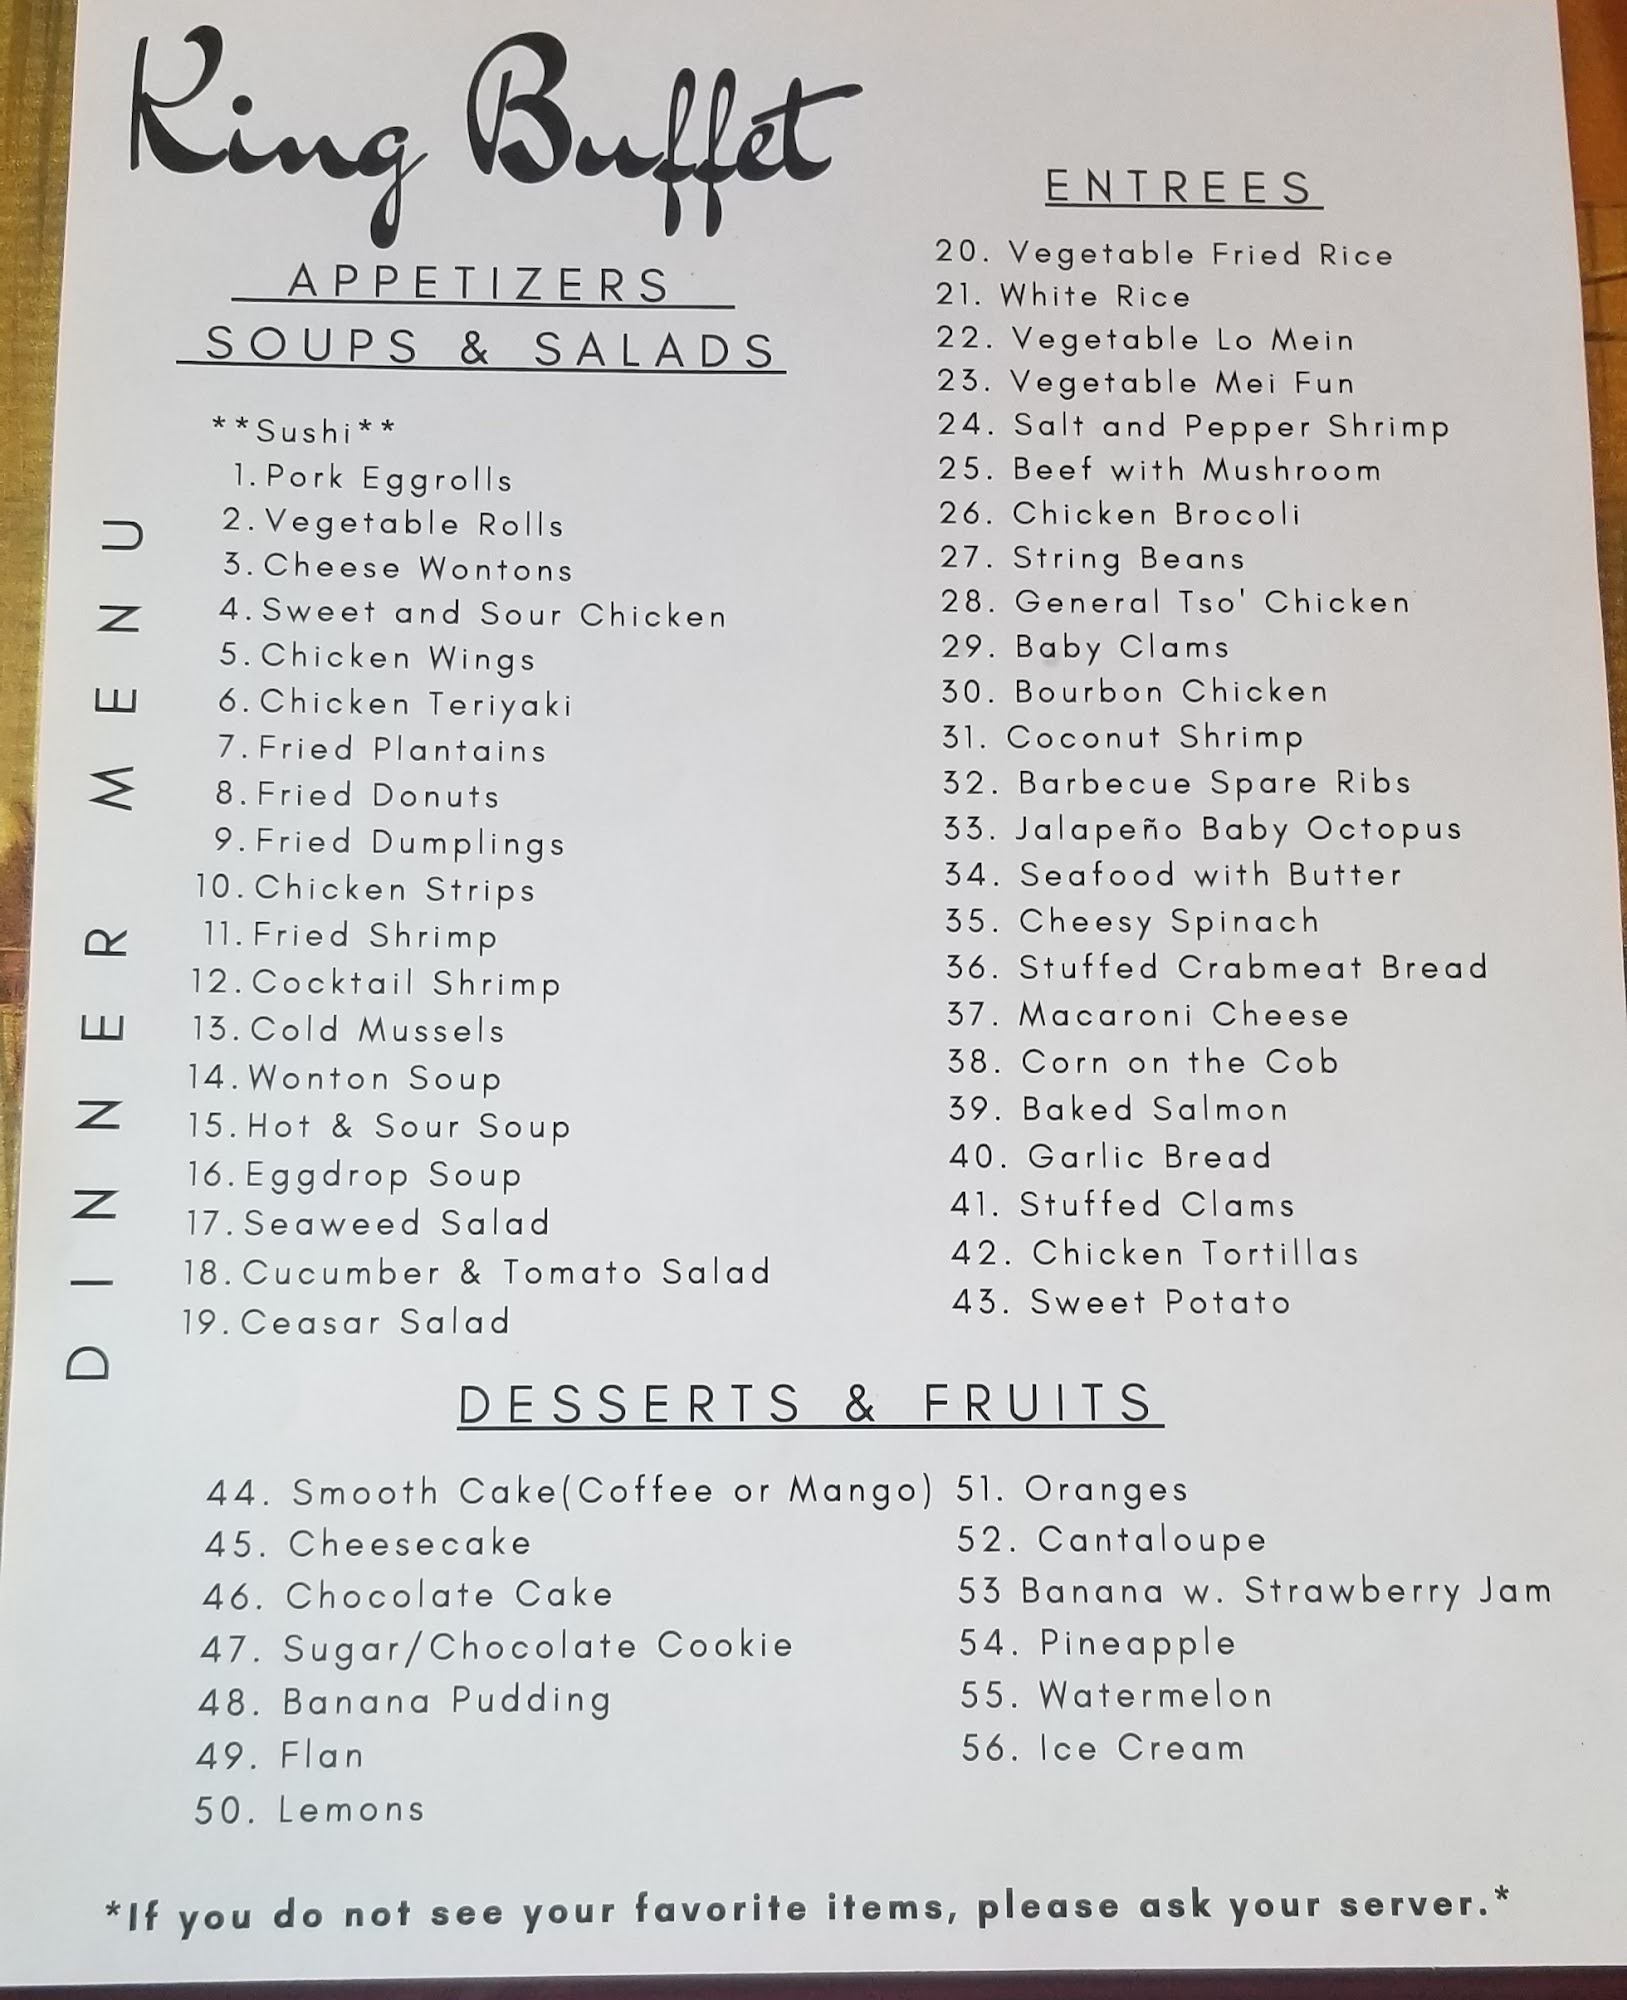 King Buffet
APPETIZERS
SOUPS & SALADS
DINNER MENU
**Sushi**
1. Pork Eggrolls
2. Vegetable Rolls
3. Cheese Wontons
4. Sweet and Sour Chicken
5. Chicken Wings
6. Chicken Teriyaki
7. Fried Plantains
8. Fried Donuts
9. Fried Dumplings
10. Chicken Strips
11. Fried Shrimp
12. Cocktail Shrimp
13. Cold Mussels
14. Wonton Soup
15. Hot & Sour Soup
16. Eggdrop Soup
17. Seaweed Salad
18. Cucumber & Tomato Salad
19. Ceasar Salad
ENTREES
20. Vegetable Fried Rice
21. White Rice
22. Vegetable Lo Mein
23. Vegetable Mei Fun
24. Salt and Pepper Shrimp
25. Beef with Mushroom
26. Chicken Brocoli
27. String Beans
28. General Tso' Chicken
29. Baby Clams
30. Bourbon Chicken
31. Coconut Shrimp
32. Barbecue Spare Ribs
33. Jalapeño Baby Octopus
34. Seafood with Butter
35. Cheesy Spinach
36. Stuffed Crabmeat Bread
37. Macaroni Cheese
38. Corn on the Cob
39. Baked Salmon
40. Garlic Bread
41. Stuffed Clams
42. Chicken Tortillas
43. Sweet Potato
DESSERTS & FRUITS
44. Smooth Cake(Coffee or Mango)
45. Cheesecake
46. Chocolate Cake
47. Sugar/Chocolate Cookie
48. Banana Pudding
49. Flan
50. Lemons
51. Oranges
52. Cantaloupe
53 Banana w. Strawberry Jam
54. Pineapple
55. Watermelon
56. Ice Cream
*If you do not see your favorite items, please ask your server.*